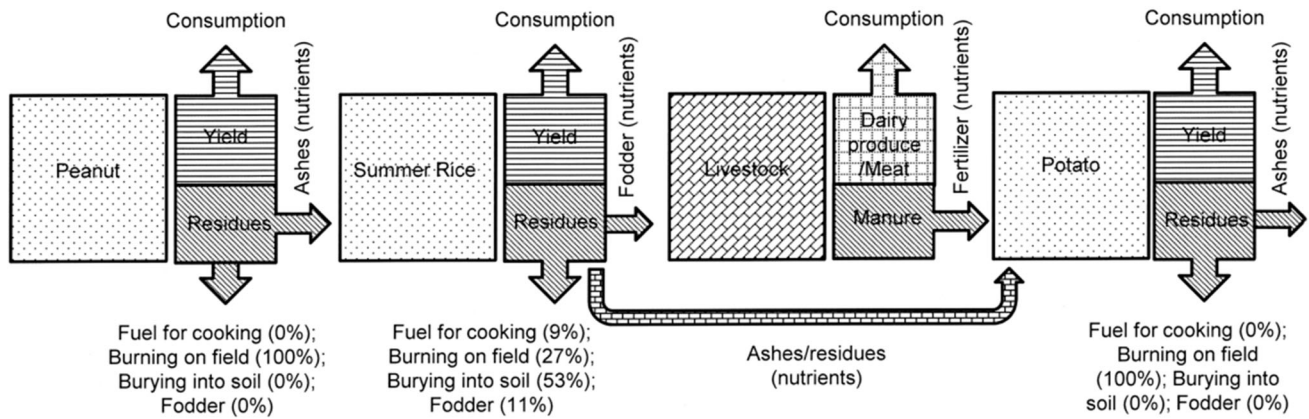 Consumption
Consumption
Consumption
Peanut
Yield
Residues
Ashes (nutrients)
Summer Rice
Yield
Residues
Fodder (nutrients)
Livestock
Dairy
produce
/Meat
Manure
Fertilizer (nutrients)
Consumption
Potato
Yield
Residues
Ashes (nutrients)
Fuel for cooking (0%);
Burning on field (100%);
Burying into soil (0%);
Fodder (0%)
Fuel for cooking (9%);
Burning on field (27%);
Burying into soil (53%);
Fodder (11%)
Ashes/residues
(nutrients)
Fuel for cooking (0%);
Burning on field
(100%); Burying into
soil (0%); Fodder (0%)